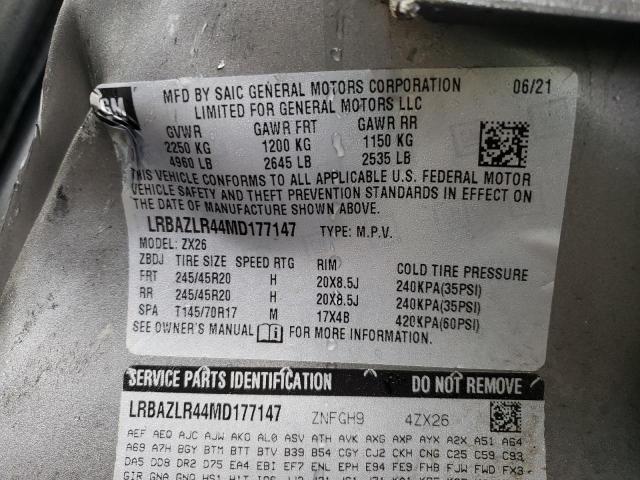 GM
MFD BY SAIC GENERAL MOTORS CORPORATION 06/21
LIMITED FOR GENERAL MOTORS LLC
GVWR GAWR FRT GAWR RR
2250 KG 1200 KG 1150 KG
4960 LB 2645 LB 2535 LB
THIS VEHICLE CONFORMS TO ALL APPLICABLE U.S. FEDERAL MOTOR
VEHICLE SAFETY AND THEFT PREVENTION STANDARDS IN EFFECT ON
THE DATE OF MANUFACTURE SHOWN ABOVE.
LRBAZLR44MD177147 TYPE: M.P.V.
MODEL: ZX26
ZBDJ TIRE SIZE SPEED RTG RIM COLD TIRE PRESSURE
FRT 245/45R20 H 20X8.5J 240KPA(35PSI)
RR 245/45R20 H 20X8.5J 240KPA(35PSI)
SPA T145/70R17 M 17X4B 420KPA(60PSI)
SEE OWNER'S MANUAL FOR MORE INFORMATION
SERVICE PARTS IDENTIFICATION DO NOT REMOVE
LRBAZLR44MD177147 ZNFGH9 4ZX26
AEF AEQ AJC AJW AKO AL0 ASV ATH AVK AXG AXP AYX A2X A51 A64
A69 A7H BGY BTM BTT BTV B39 B54 CGY CJ2 CKH CNG C25 C59 C93
DA5 DD8 DR2 D75 EA4 EBI EF7 ENL EPH E94 FE9 FHB FJW FWD FX3